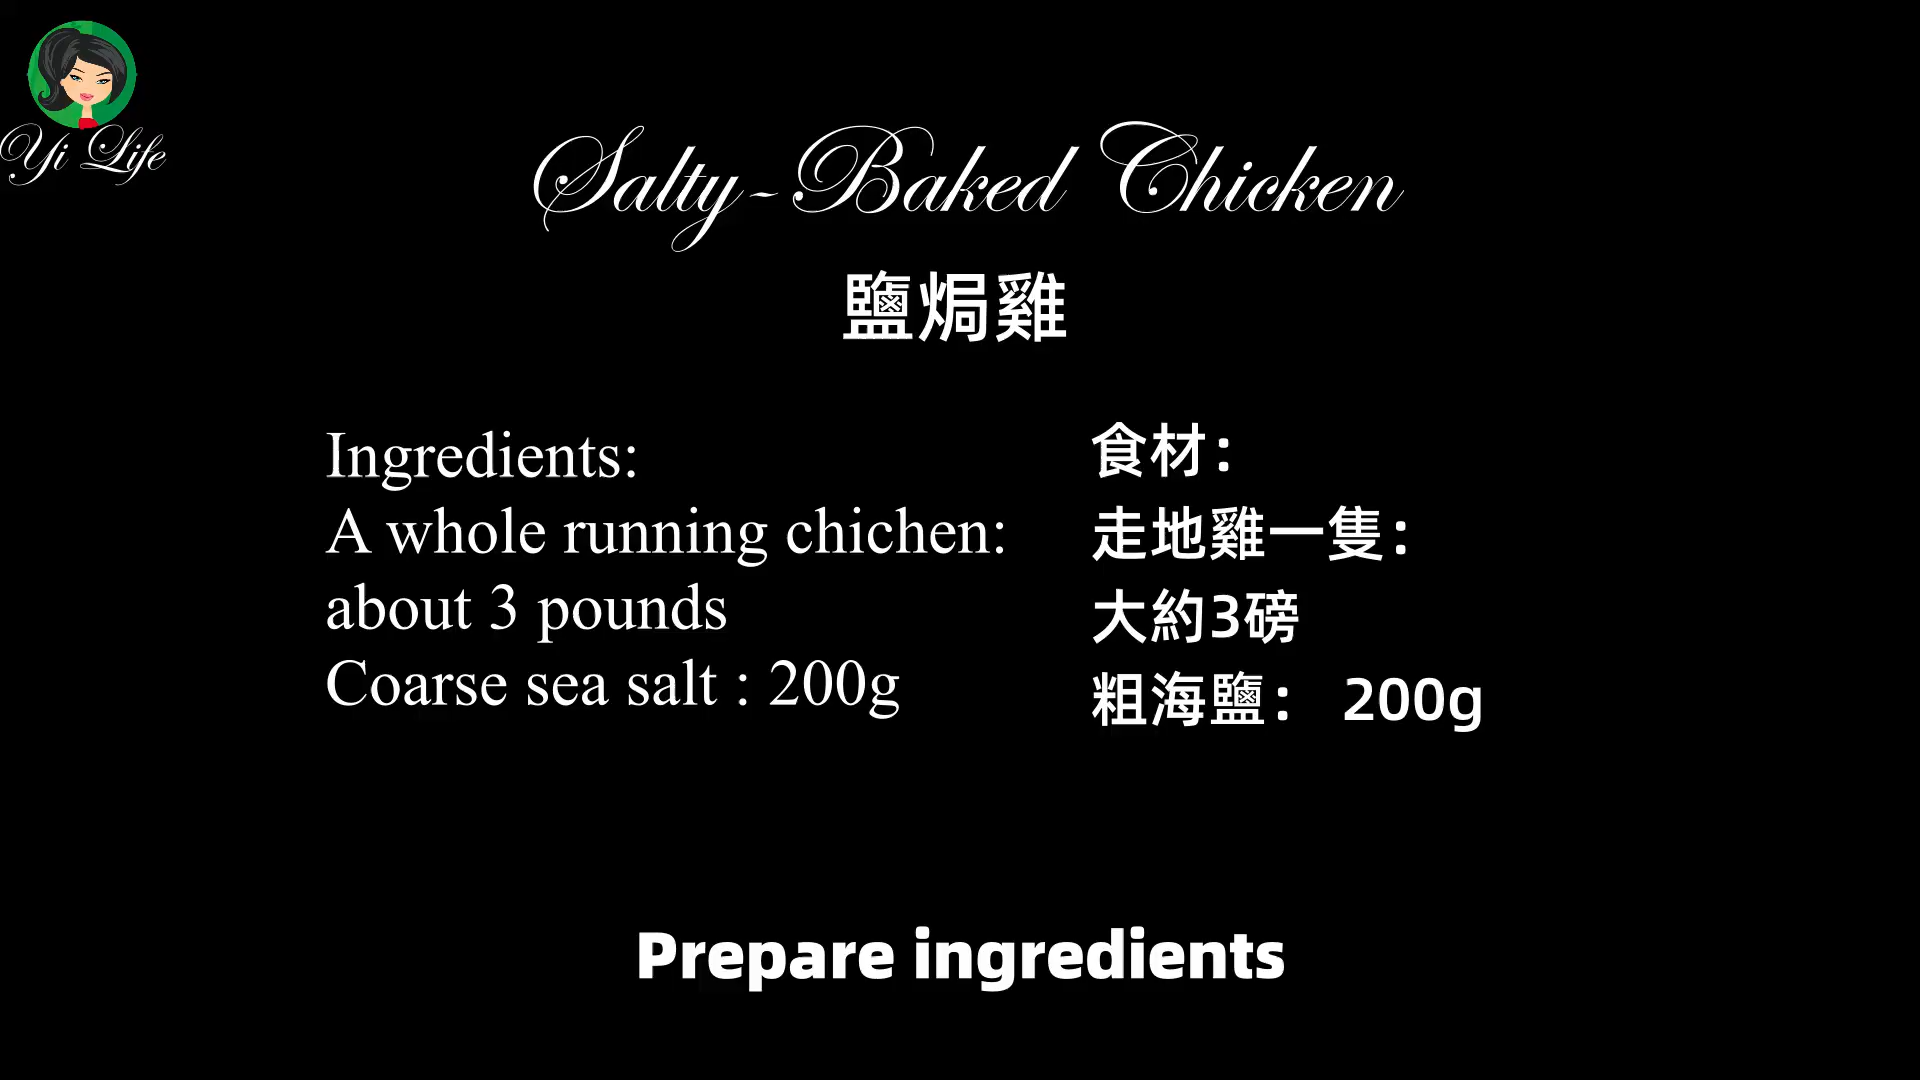 Yi Life
Salty-Baked Chicken
鹽焗雞
Ingredients:
A whole running chichen:
about 3 pounds
Coarse sea salt : 200g
食材：
走地雞一隻：
大約3磅
粗海鹽： 200g
Prepare ingredients